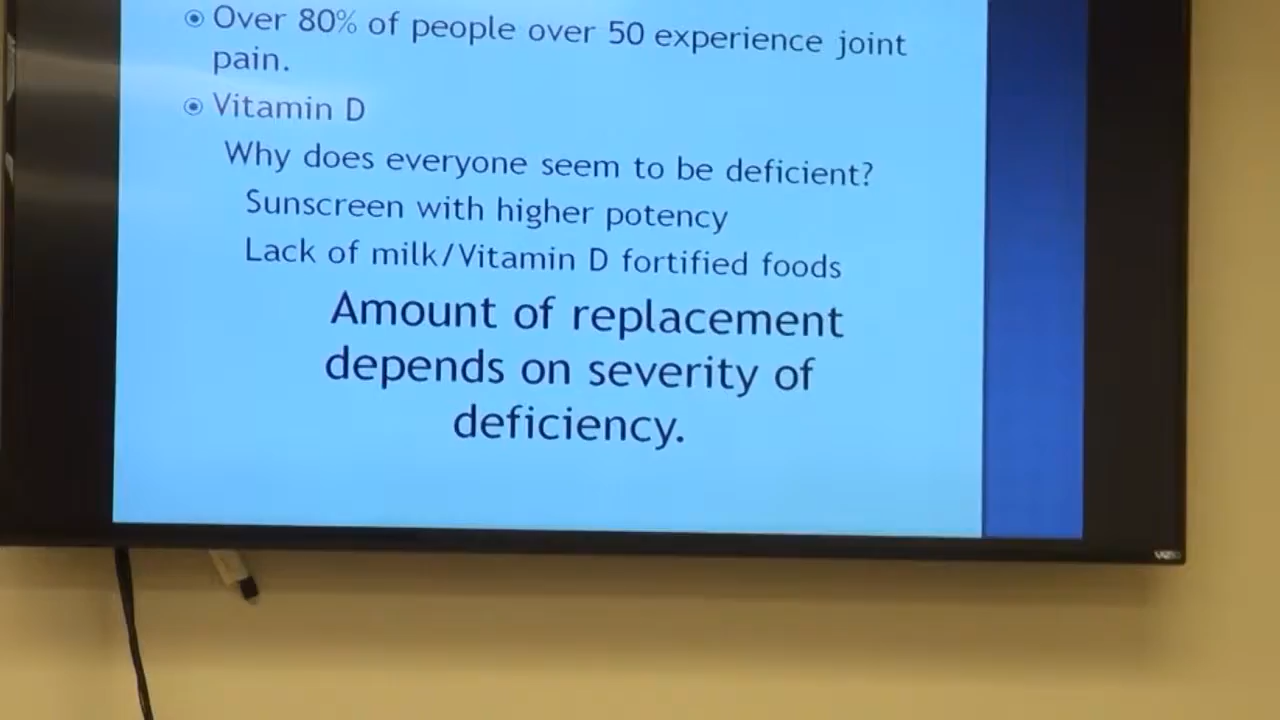 Over 80% of people over 50 experience joint
pain.
Vitamin D
Why does everyone seem to be deficient?
Sunscreen with higher potency
Lack of milk/Vitamin D fortified foods
Amount of replacement
depends on severity of
deficiency.